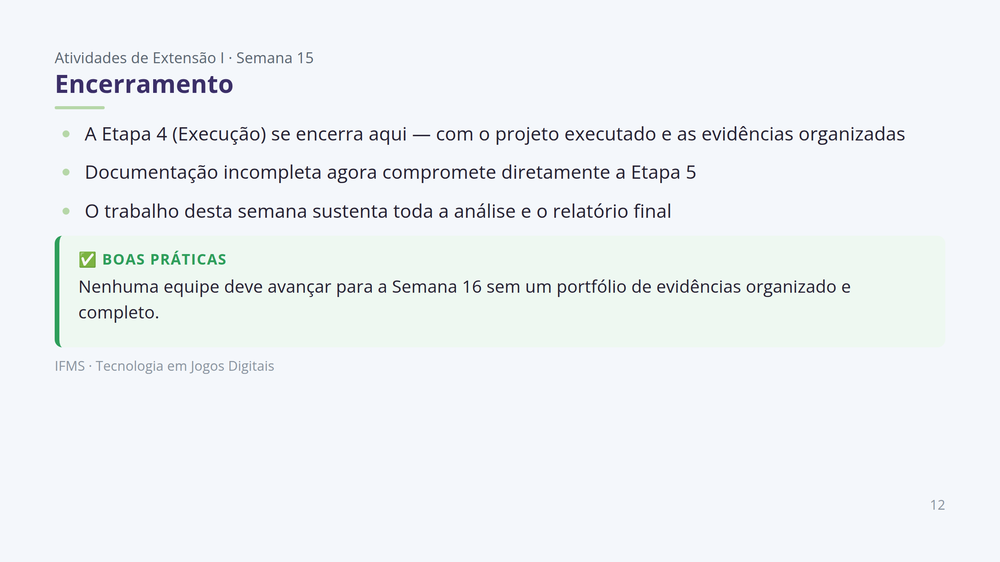 Atividades de Extensão I · Semana 15
Encerramento
• A Etapa 4 (Execução) se encerra aqui — com o projeto executado e as evidências organizadas
• Documentação incompleta agora compromete diretamente a Etapa 5
• O trabalho desta semana sustenta toda a análise e o relatório final
✅ BOAS PRÁTICAS
Nenhuma equipe deve avançar para a Semana 16 sem um portfólio de evidências organizado e
completo.
IFMS · Tecnologia em Jogos Digitais
12